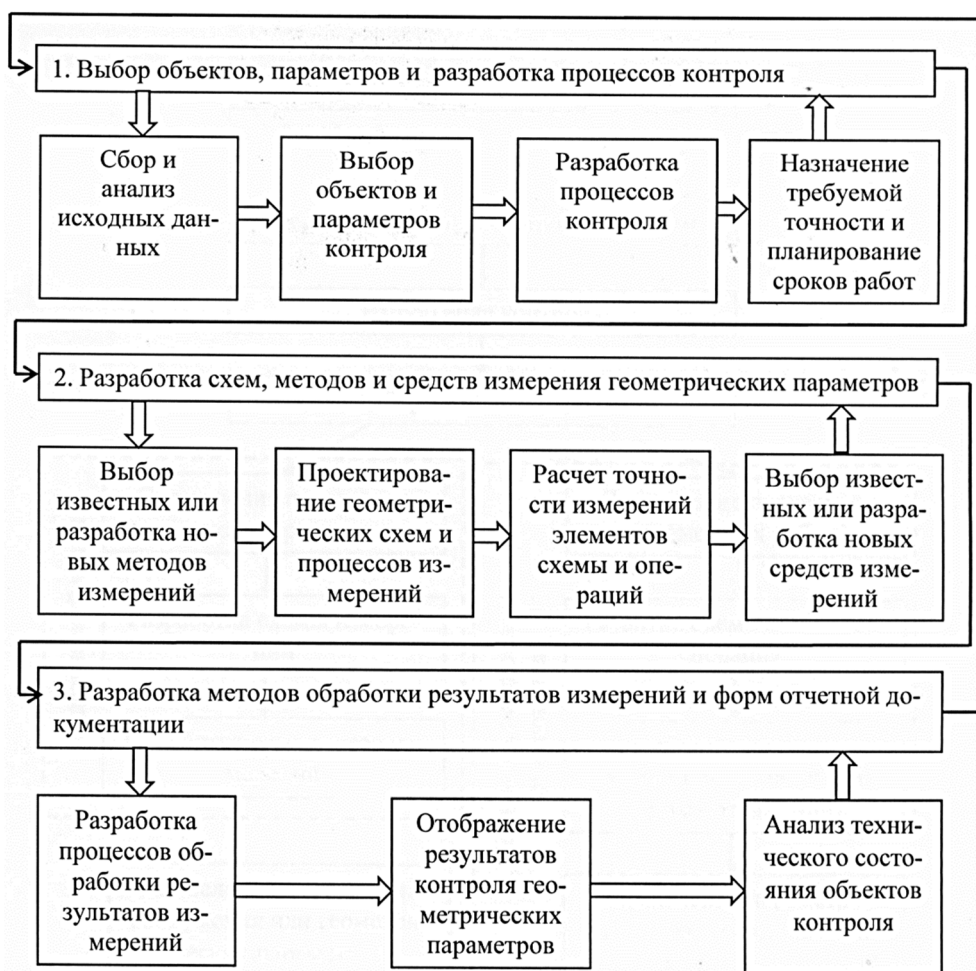 1. Выбор объектов, параметров и разработка процессов контроля
Сбор и
анализ
исходных дан-
ных
Выбор
объектов и
параметров
контроля
Разработка
процессов
контроля
Назначение
требуемой
точности и
планирование
сроков работ
2. Разработка схем, методов и средств измерения геометрических параметров
Выбор
известных или
разработка но-
вых методов
измерений
Проектирова-
ние геометри-
ческих схем и
процессов из-
мерений
Расчет точно-
сти измерений
элементов
схемы и опе-
раций
Выбор извест-
ных или разра-
ботка новых
средств изме-
рений
3. Разработка методов обработки результатов измерений и форм отчетной до-
кументации
Разработка
процессов об-
работки ре-
зультатов из-
мерений
Отображение
результатов
контроля гео-
метрических
параметров
Анализ техни-
ческого состо-
яния объектов
контроля